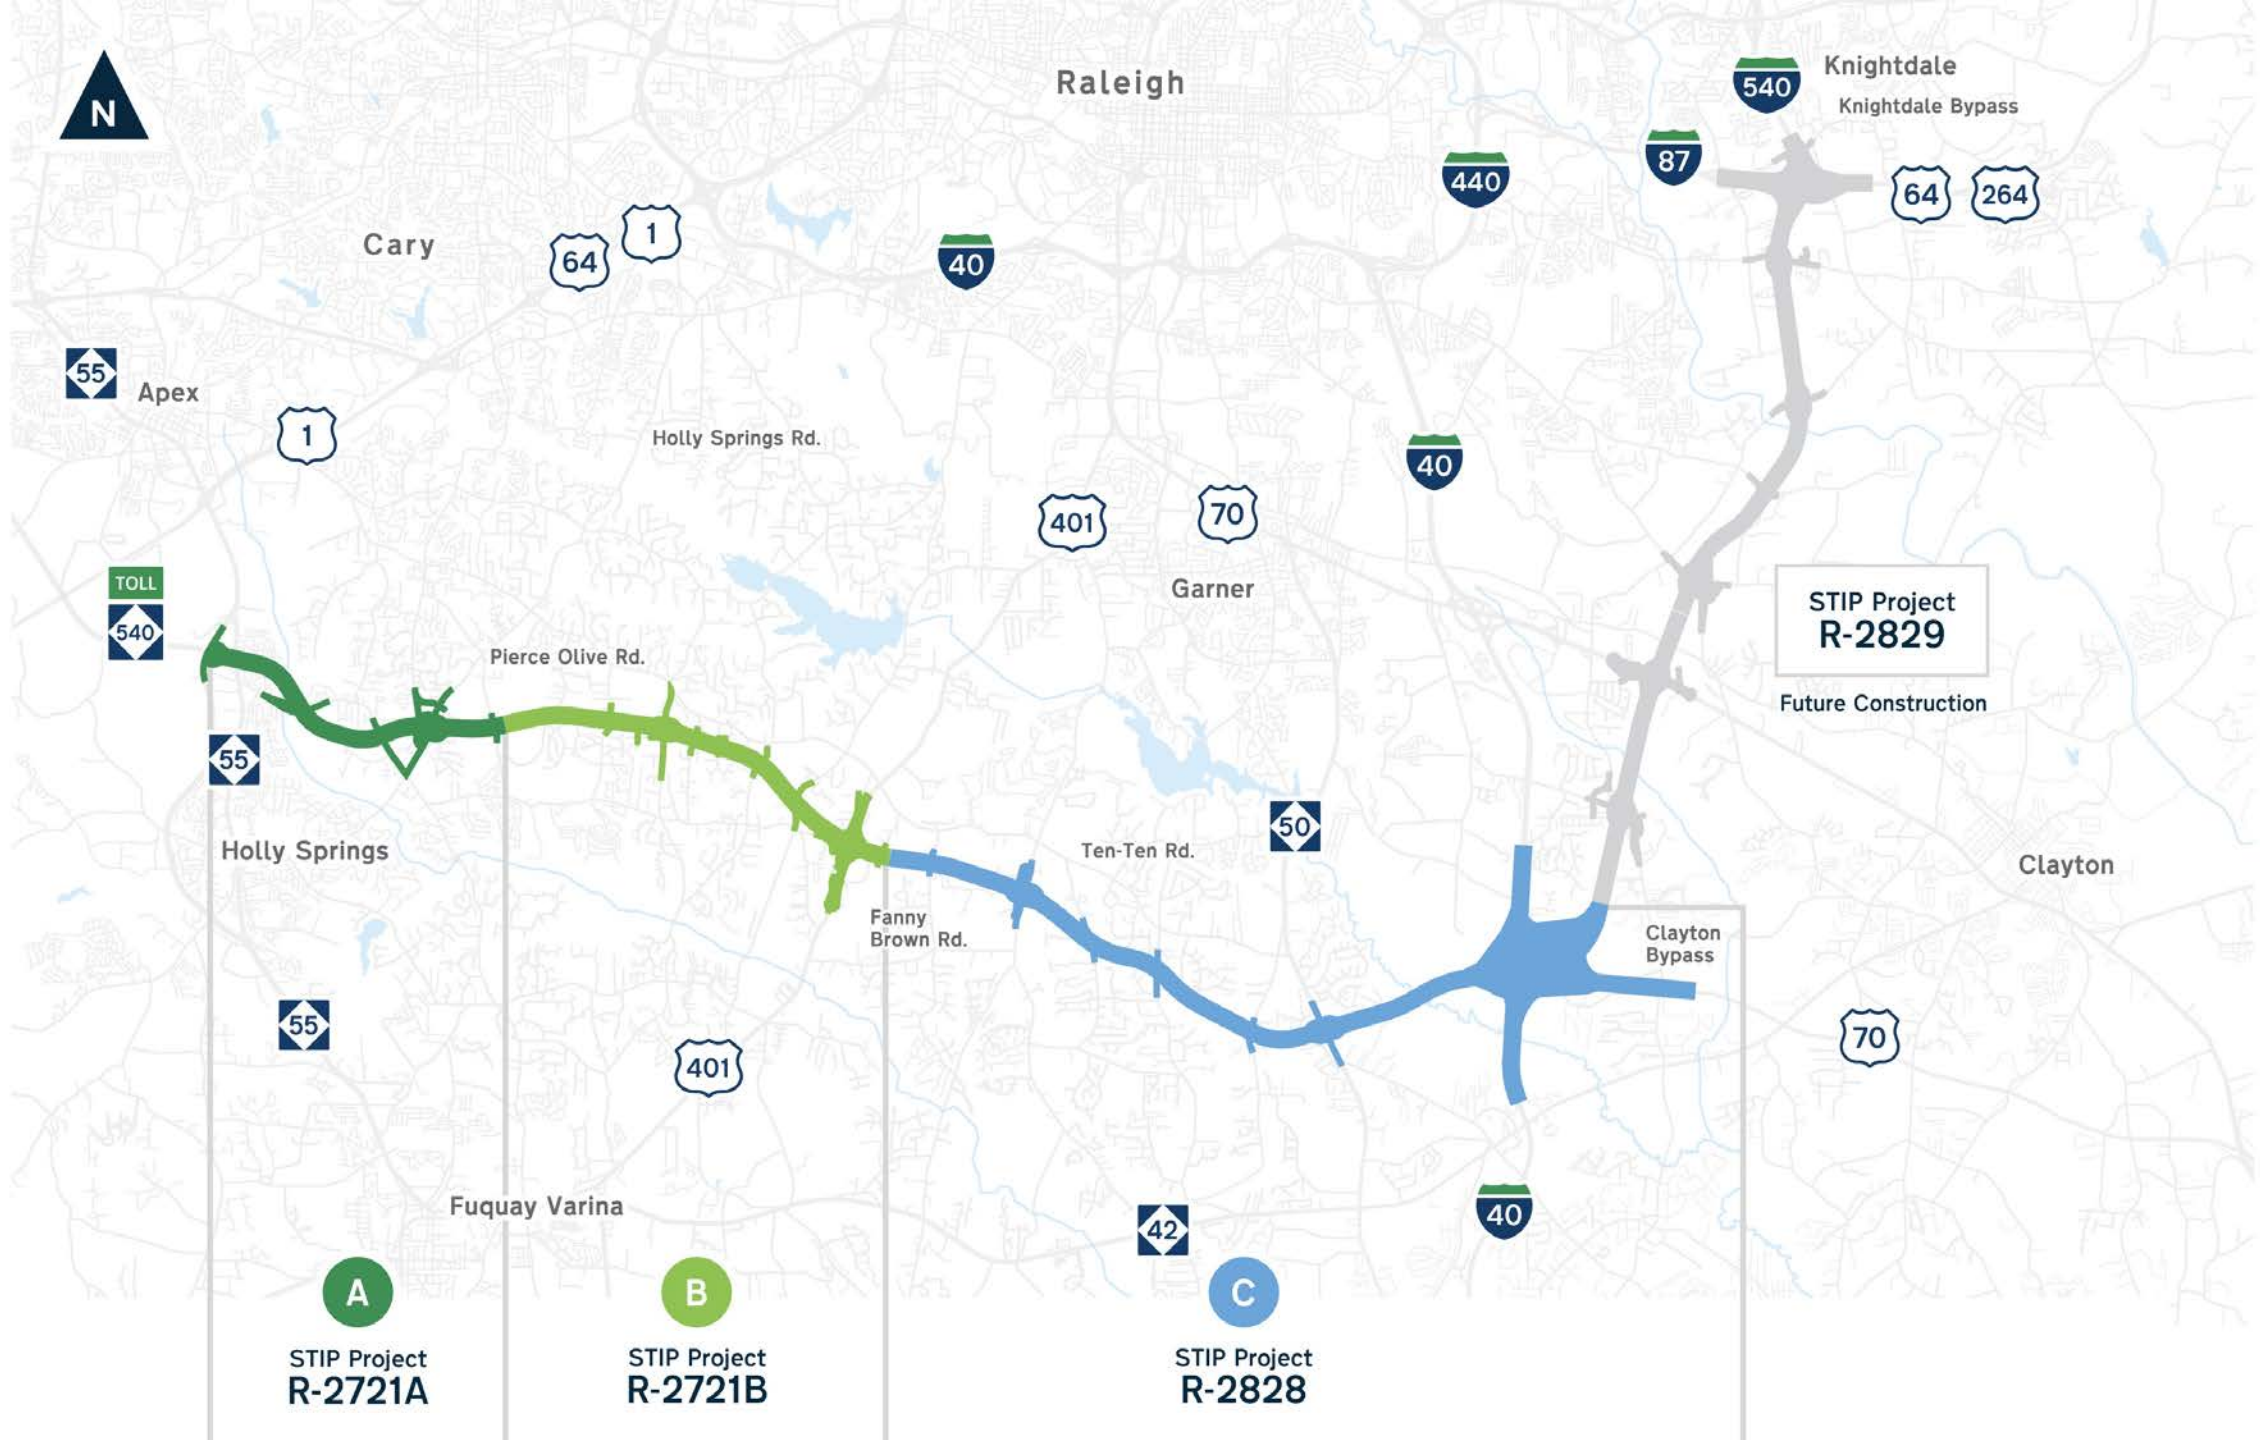 N
Raleigh
540
Knightdale
Knightdale Bypass
87
440
64
264
Cary
64
1
40
55
Apex
1
Holly Springs Rd.
40
401
70
Garner
TOLL
540
STIP Project
R-2829
Future Construction
Pierce Olive Rd.
55
Holly Springs
50
Ten-Ten Rd.
Clayton
Fanny
Brown Rd.
Clayton
Bypass
55
401
70
Fuquay Varina
42
40
A
STIP Project
R-2721A
B
STIP Project
R-2721B
C
STIP Project
R-2828